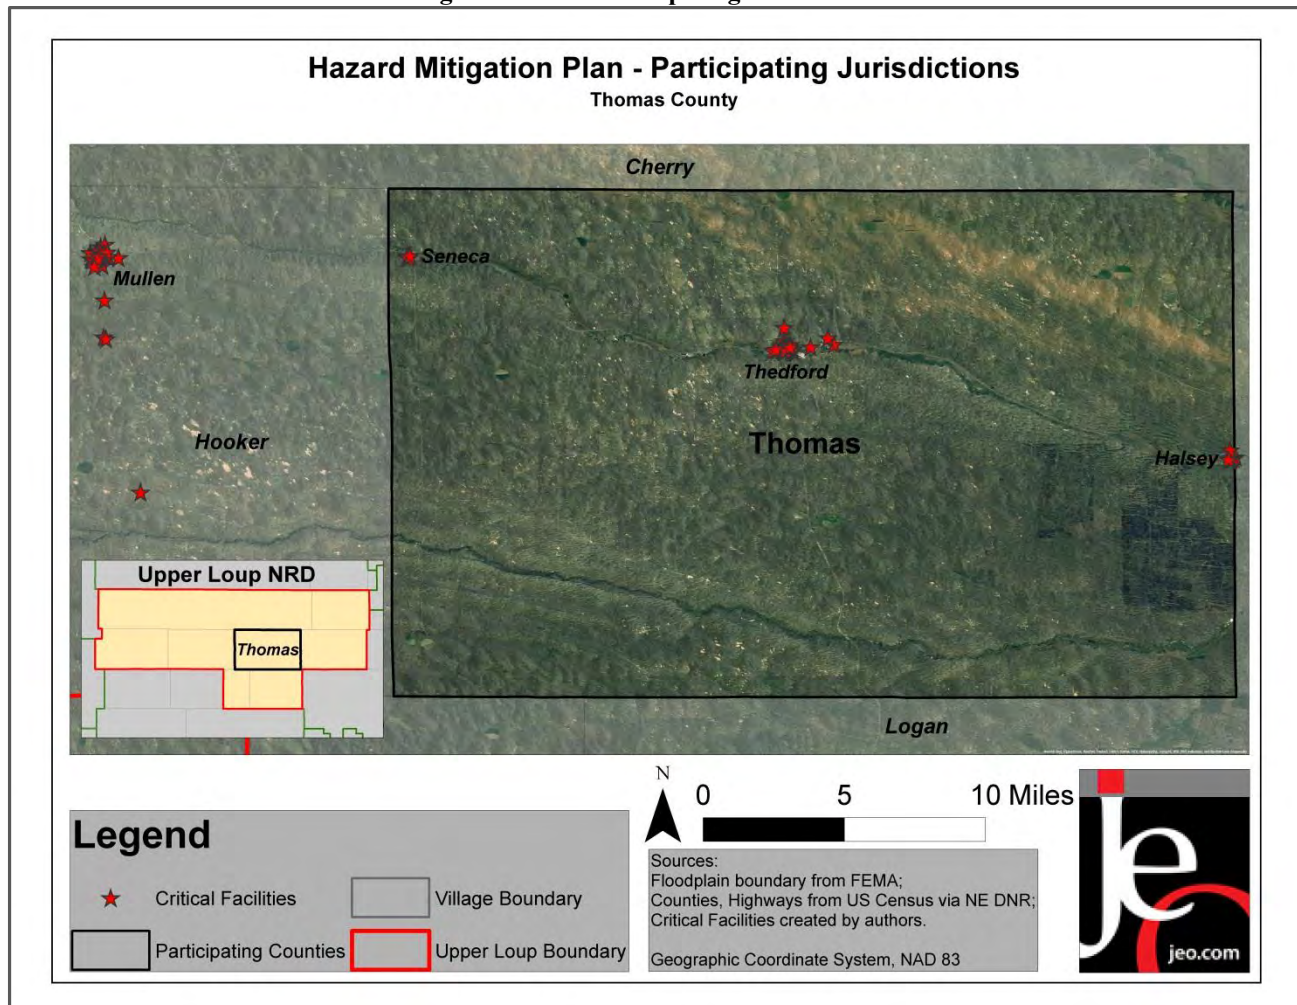 Hazard Mitigation Plan - Participating Jurisdictions
Thomas County
Cherry
Seneca
Mullen
Thedford
Hooker
Thomas
Halsey
Upper Loup NRD
Thomas
Logan
N
0 5 10 Miles
Legend
Critical Facilities
Village Boundary
Participating Counties
Upper Loup Boundary
Sources:
Floodplain boundary from FEMA;
Counties, Highways from US Census via NE DNR;
Critical Facilities created by authors.
Geographic Coordinate System, NAD 83
jeo
jeo.com